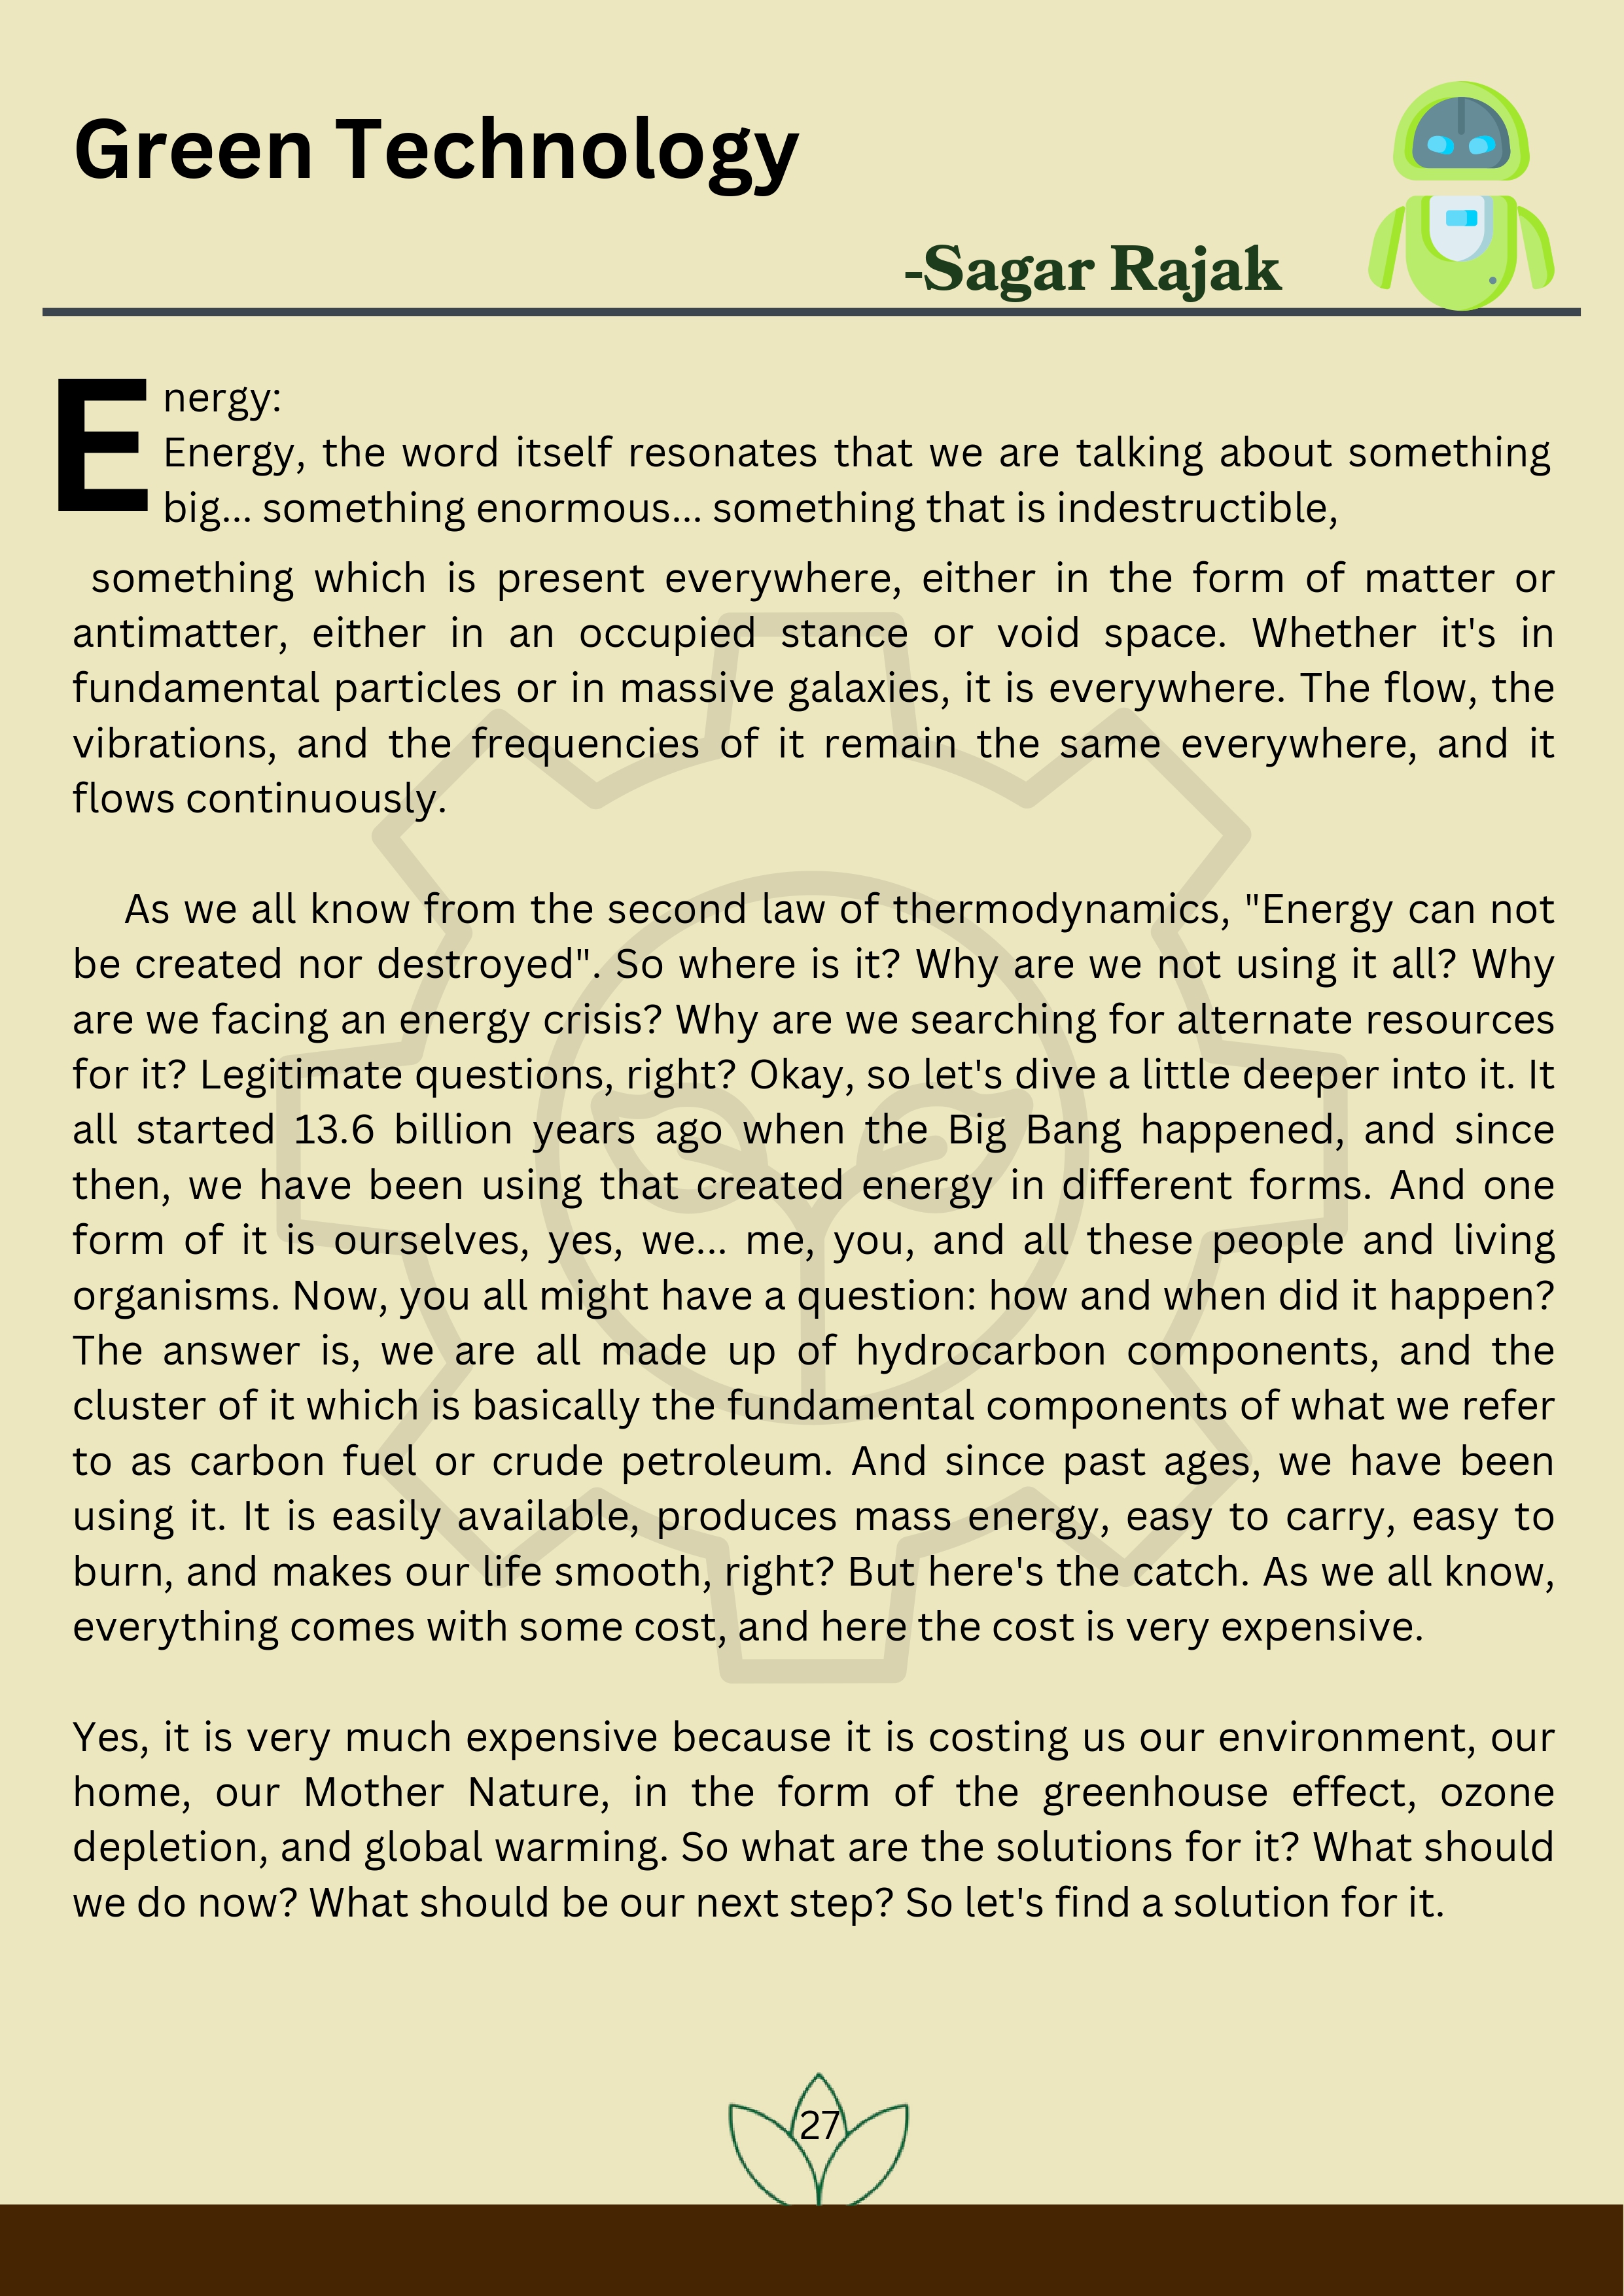 Green Technology
-Sagar Rajak
Energy:
Energy, the word itself resonates that we are talking about something
big... something enormous... something that is indestructible,
something which is present everywhere, either in the form of matter or
antimatter, either in an occupied stance or void space. Whether it's in
fundamental particles or in massive galaxies, it is everywhere. The flow, the
vibrations, and the frequencies of it remain the same everywhere, and it
flows continuously.
As we all know from the second law of thermodynamics, "Energy can not
be created nor destroyed". So where is it? Why are we not using it all? Why
are we facing an energy crisis? Why are we searching for alternate resources
for it? Legitimate questions, right? Okay, so let's dive a little deeper into it. It
all started 13.6 billion years ago when the Big Bang happened, and since
then, we have been using that created energy in different forms. And one
form of it is ourselves, yes, we... me, you, and all these people and living
organisms. Now, you all might have a question: how and when did it happen?
The answer is, we are all made up of hydrocarbon components, and the
cluster of it which is basically the fundamental components of what we refer
to as carbon fuel or crude petroleum. And since past ages, we have been
using it. It is easily available, produces mass energy, easy to carry, easy to
burn, and makes our life smooth, right? But here's the catch. As we all know,
everything comes with some cost, and here the cost is very expensive.
Yes, it is very much expensive because it is costing us our environment, our
home, our Mother Nature, in the form of the greenhouse effect, ozone
depletion, and global warming. So what are the solutions for it? What should
we do now? What should be our next step? So let's find a solution for it.
27